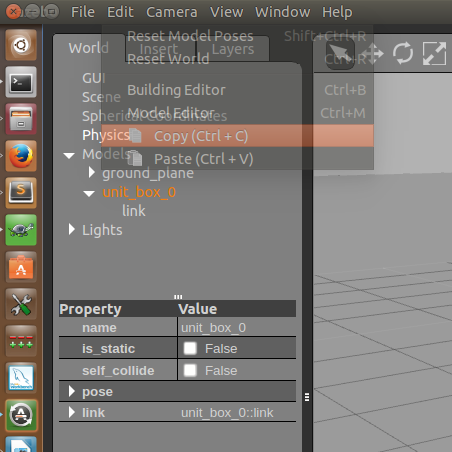 File Edit Camera View Window Help
Reset Model Poses Shift+Ctrl+R
World Insert Layers
Reset World Ctrl+R
GUI
Building Editor Ctrl+B
Scene
Model Editor Ctrl+M
Spherical Coordinates
Physics
Copy (Ctrl + C)
Models
Paste (Ctrl + V)
ground_plane
unit_box_0
link
Lights
Property Value
name unit_box_0
is_static False
self_collide False
pose
link unit_box_0::link